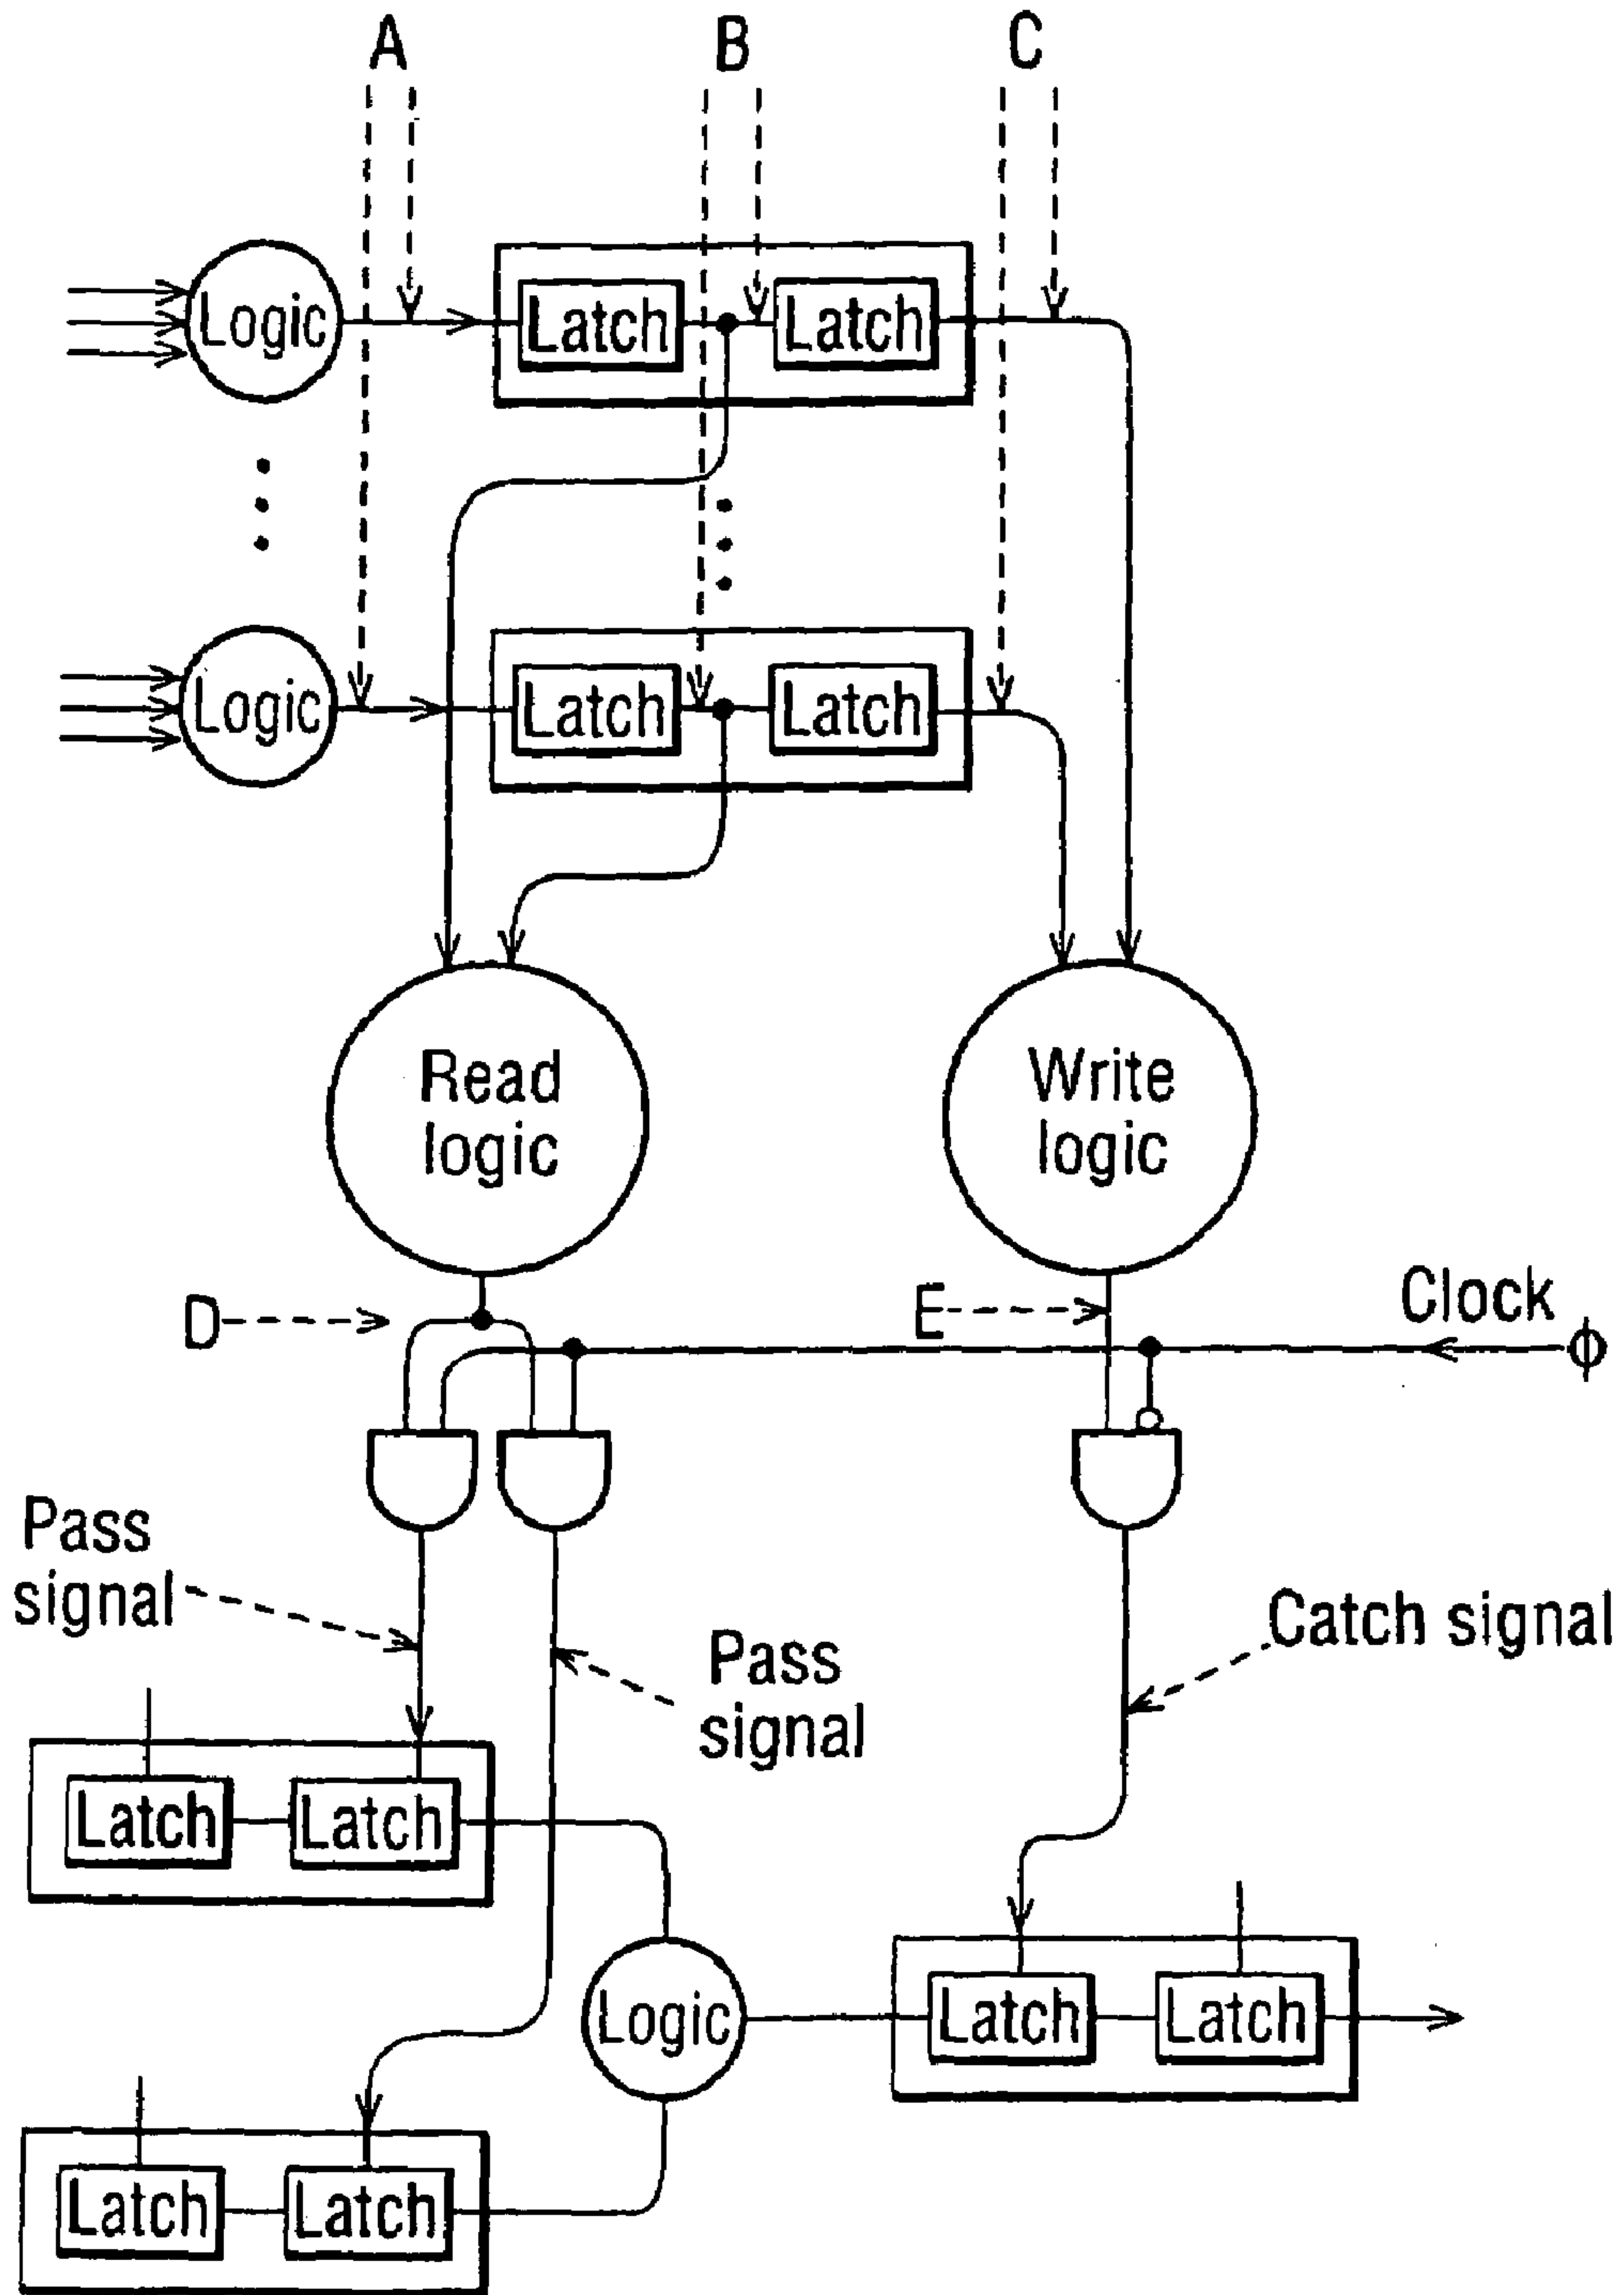 A B C
Logic Latch Latch
Logic Latch Latch
Read
logic
Write
logic
D E Clock
ϕ
Pass
signal
Pass
signal
Catch signal
Latch Latch
Logic Latch Latch
Latch Latch